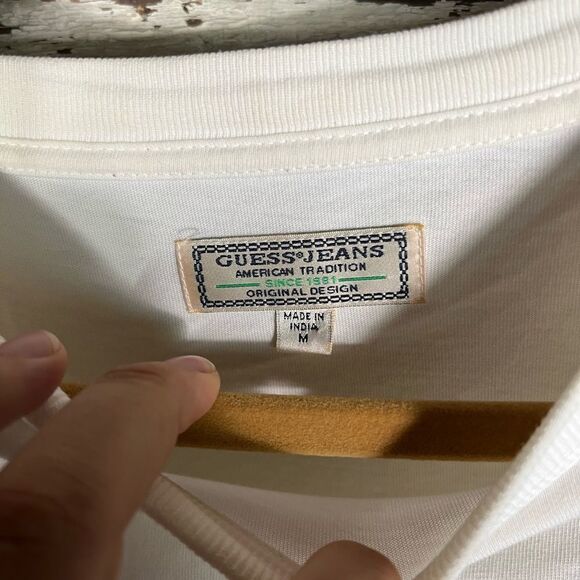 GUESS JEANS
AMERICAN TRADITION
SINCE 1981
ORIGINAL DESIGN
MADE IN
INDIA
M